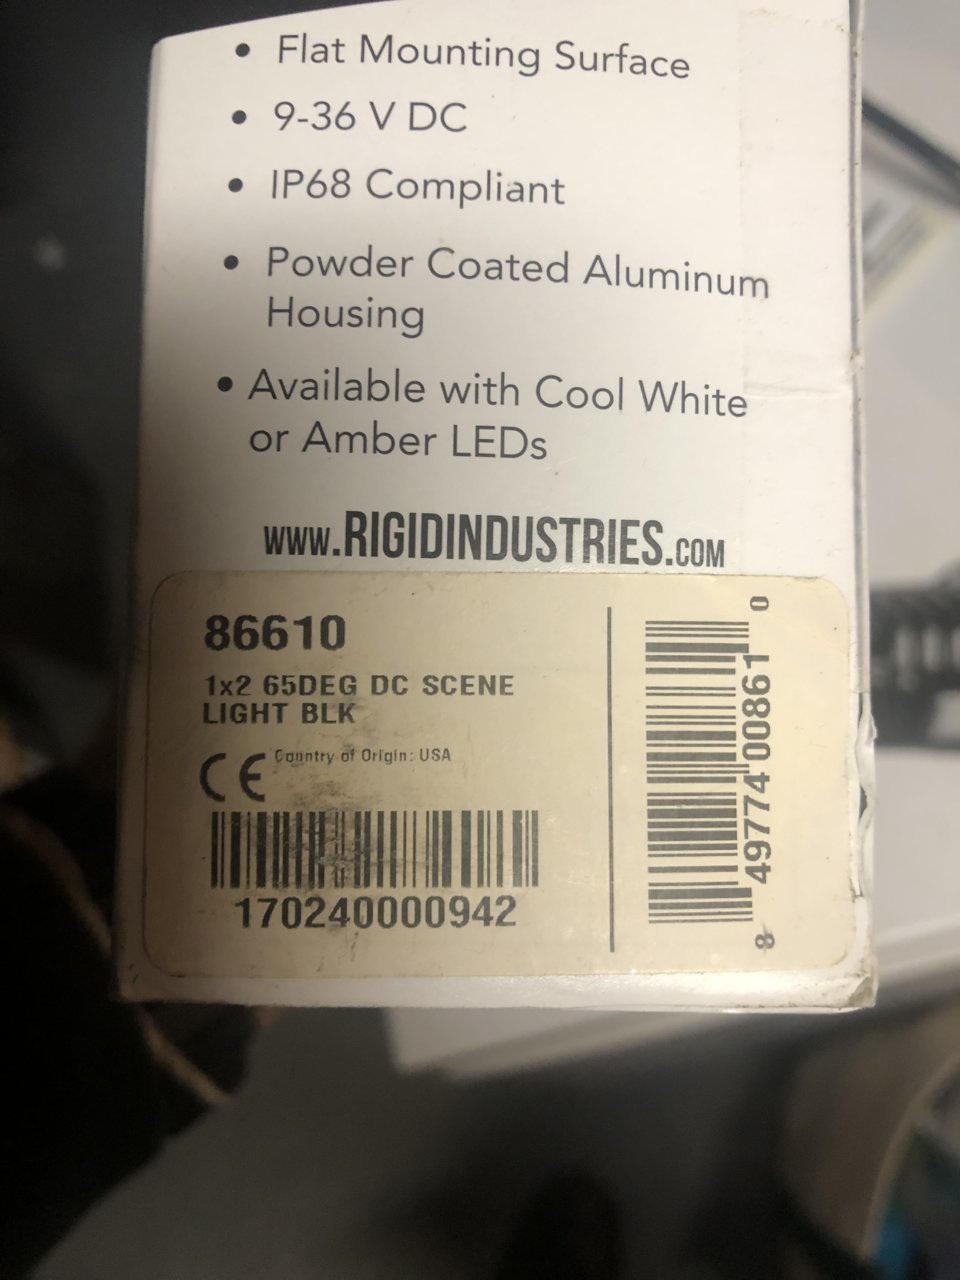 • Flat Mounting Surface
• 9-36 V DC
• IP68 Compliant
• Powder Coated Aluminum
Housing
• Available with Cool White
or Amber LEDs
www.RIGIDINDUSTRIES.com
86610
1x2 65DEG DC SCENE
LIGHT BLK
CE Country of Origin: USA
170240000942
8 49774 00861 0